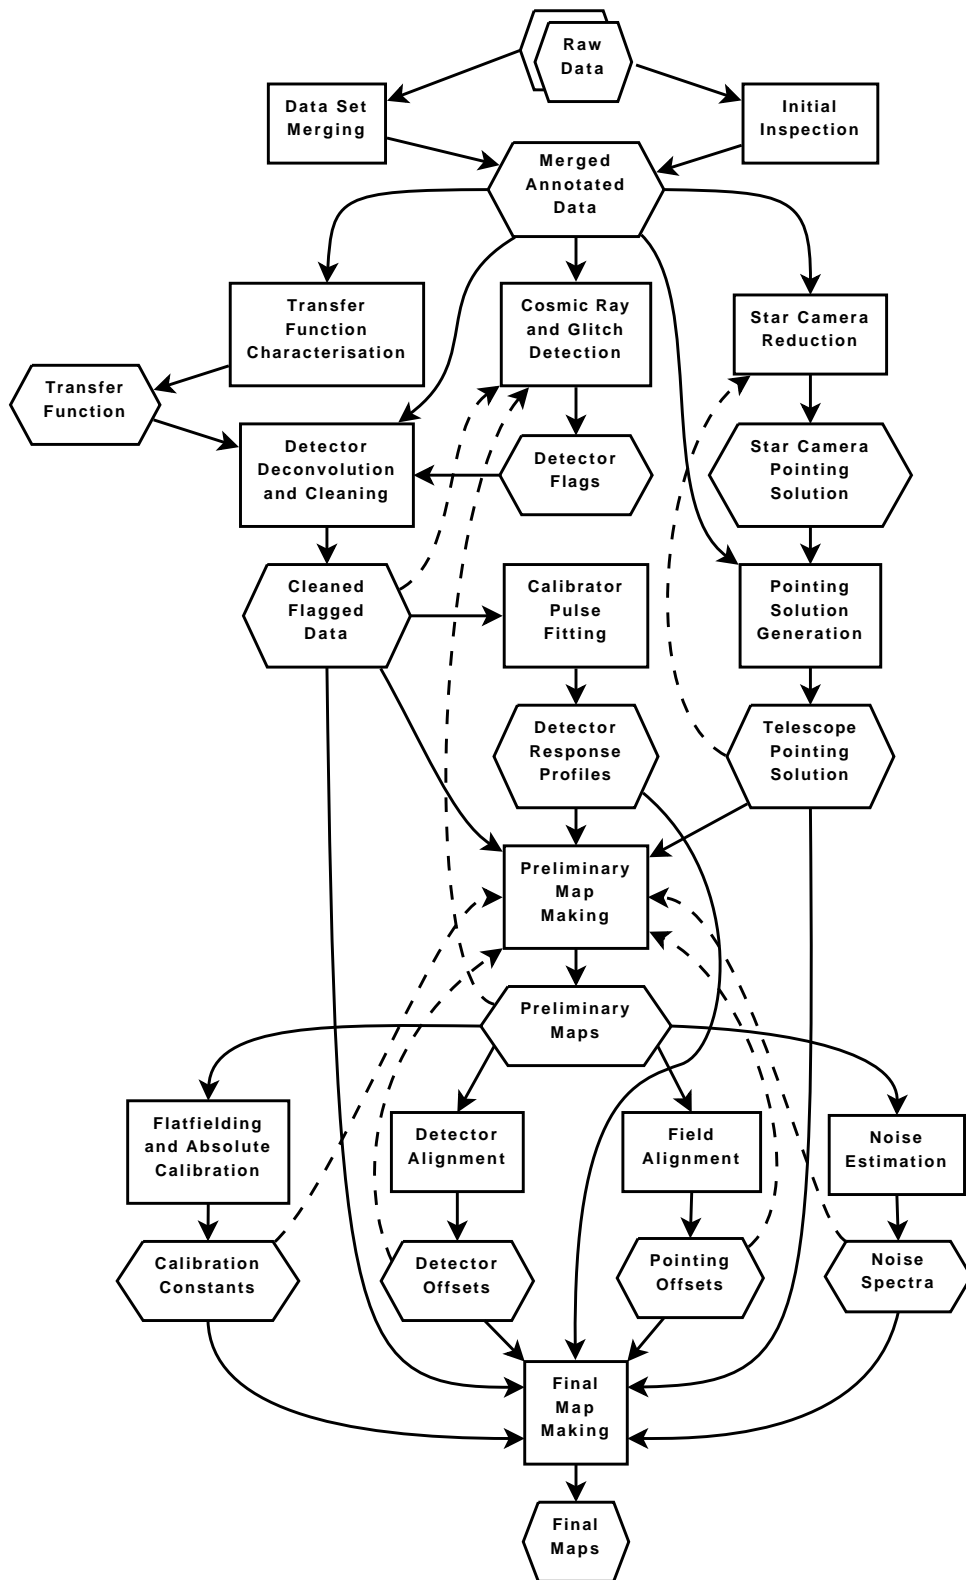 Raw
Data
Data Set
Merging
Initial
Inspection
Merged
Annotated
Data
Transfer
Function
Characterisation
Cosmic Ray
and Glitch
Detection
Star Camera
Reduction
Transfer
Function
Detector
Deconvolution
and Cleaning
Detector
Flags
Star Camera
Pointing
Solution
Cleaned
Flagged
Data
Calibrator
Pulse
Fitting
Pointing
Solution
Generation
Detector
Response
Profiles
Telescope
Pointing
Solution
Preliminary
Map
Making
Preliminary
Maps
Flatfielding
and Absolute
Calibration
Detector
Alignment
Field
Alignment
Noise
Estimation
Calibration
Constants
Detector
Offsets
Pointing
Offsets
Noise
Spectra
Final
Map
Making
Final
Maps